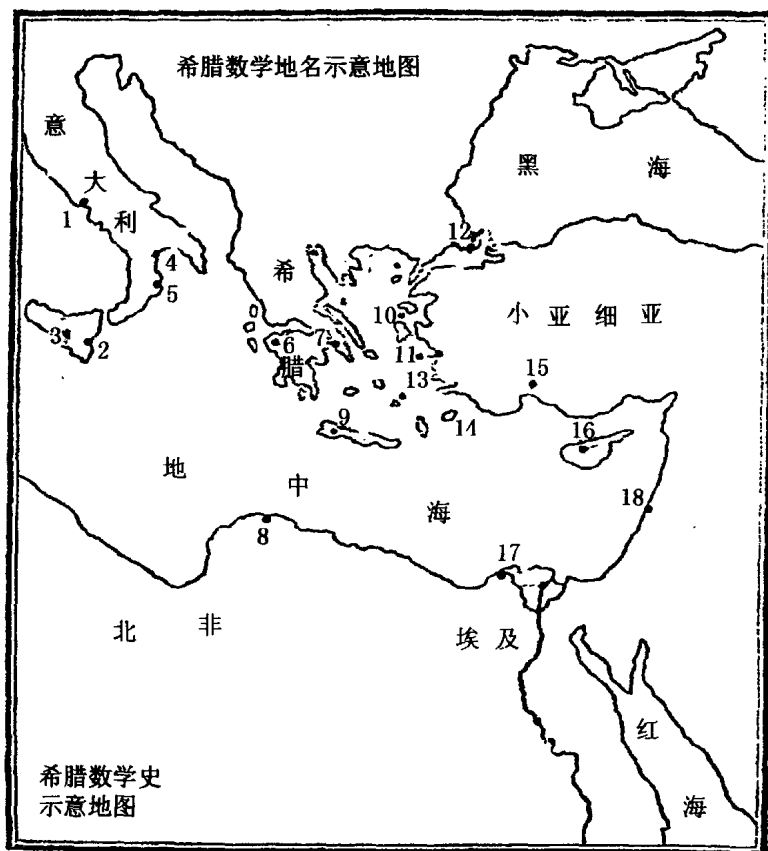 希腊数学地名示意地图
意
大
利
1
4
5
3
2
希
腊
6
7
10
11
13
14
9
12
黑 海
小 亚 细 亚
15
16
18
地 中 海
8
17
北 非
埃 及
红
海
希腊数学史
示意地图